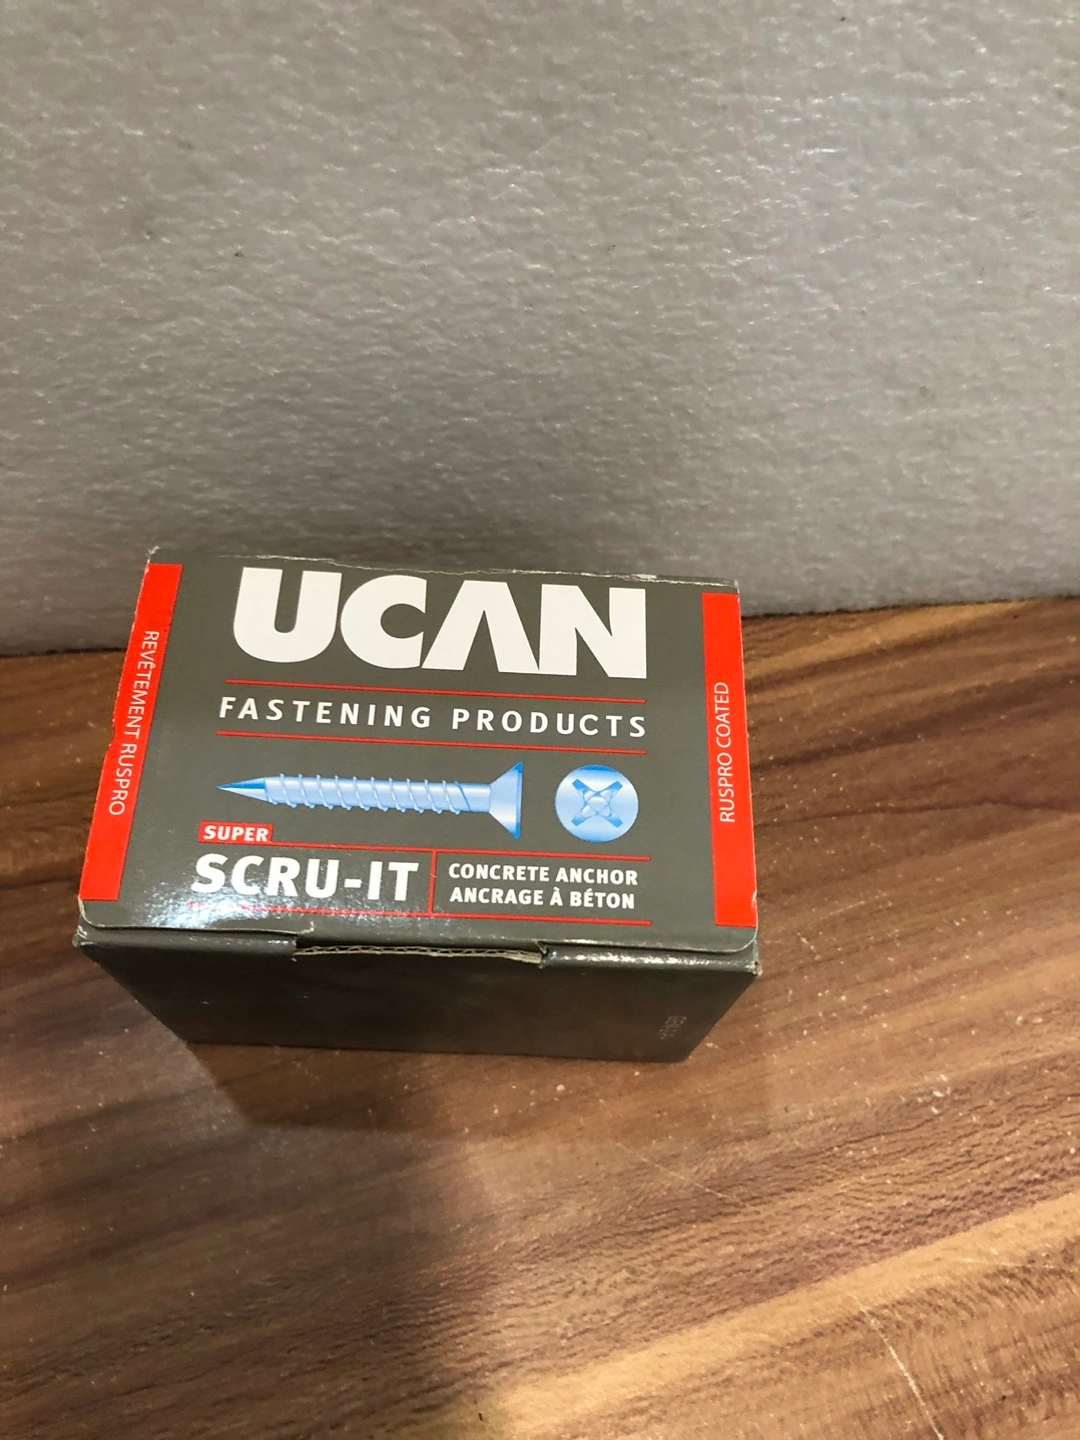 UCAN
FASTENING PRODUCTS
SUPER
SCRU-IT
CONCRETE ANCHOR
ANCRAGE À BÉTON
REVÊTEMENT RUSPRO
RUSPRO COATED